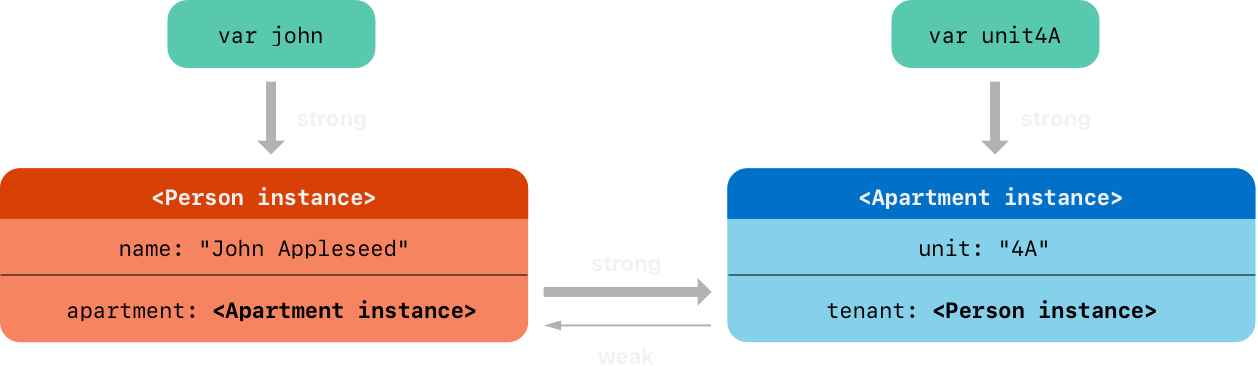 var john
var unit4A
strong
strong
<Person instance>
<Apartment instance>
name: "John Appleseed"
unit: "4A"
strong
apartment: <Apartment instance>
tenant: <Person instance>
weak